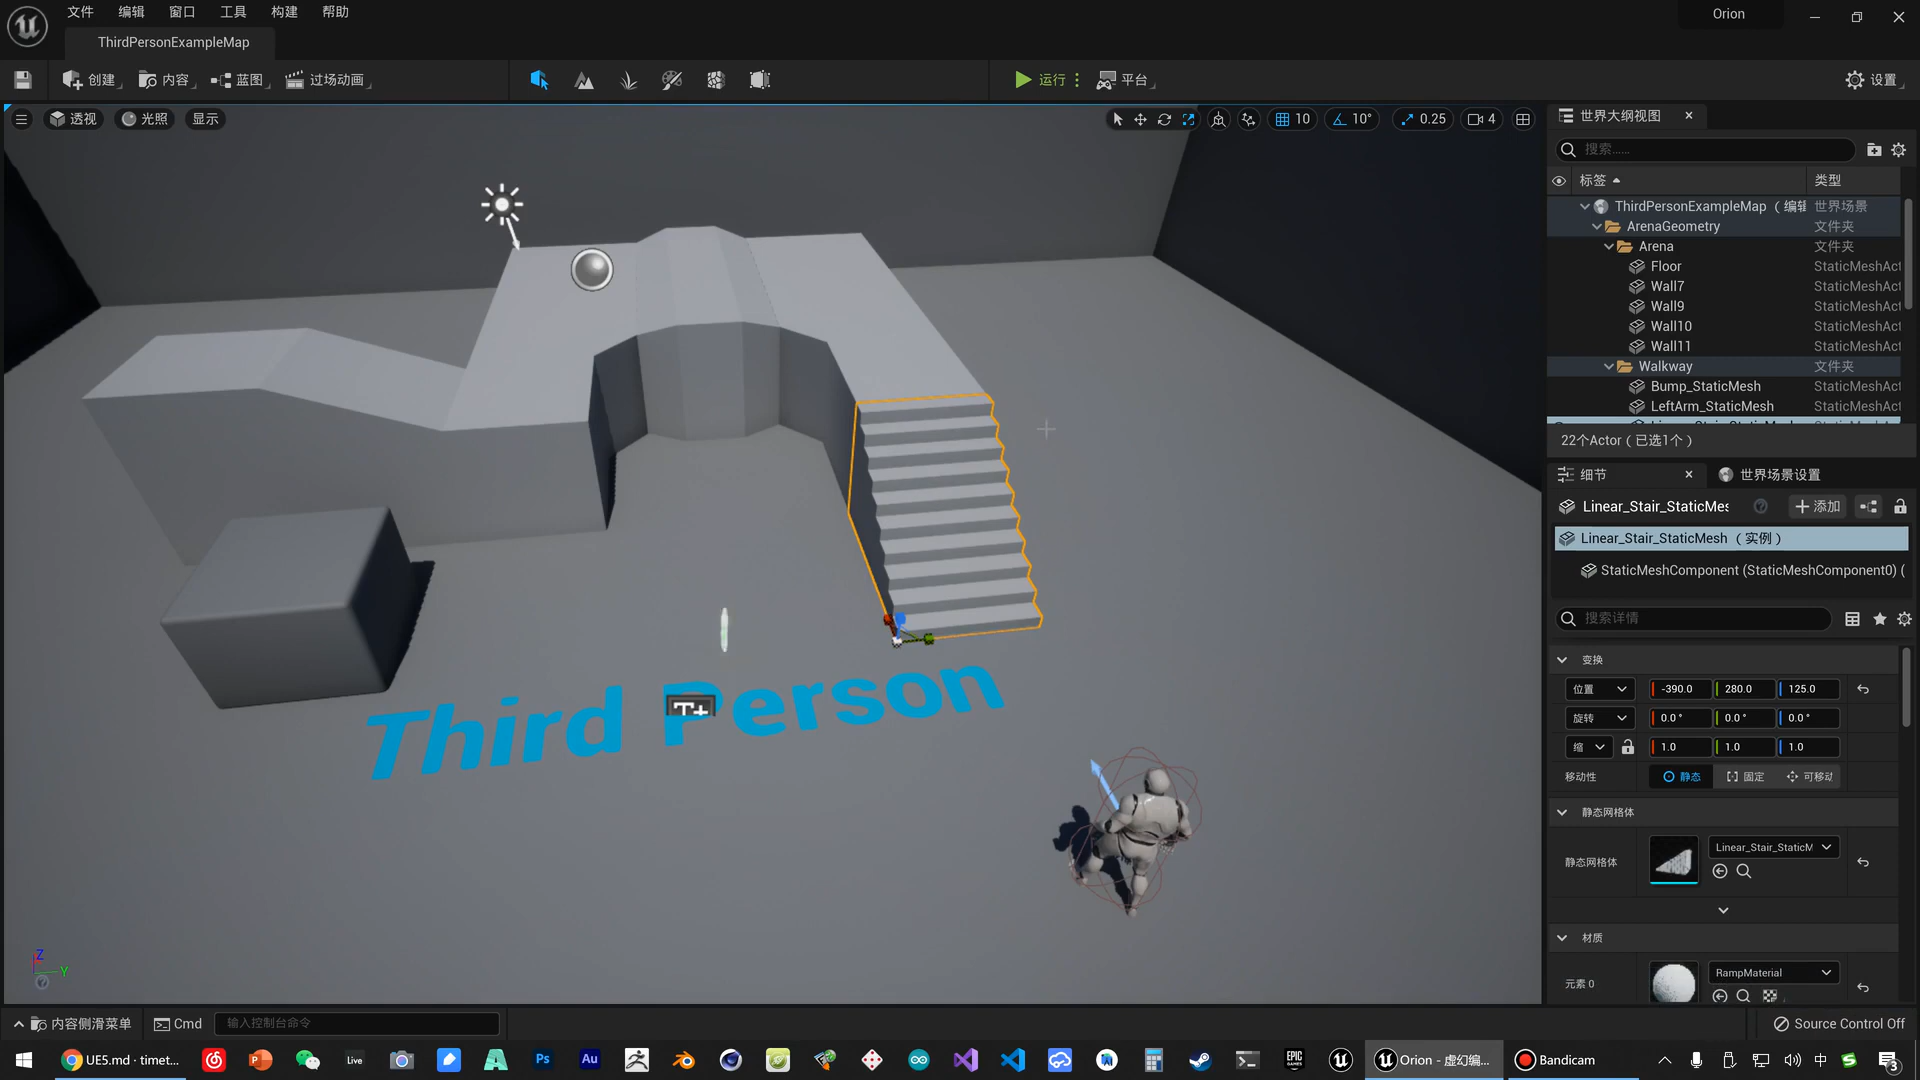 文件 编辑 窗口 工具 构建 帮助
Orion
ThirdPersonExampleMap
创建 内容 蓝图 过场动画 运行 平台 设置
透视 光照 显示
10 10° 0.25 4
Third Person
世界大纲视图
搜索......
标签 类型
ThirdPersonExampleMap （编辑 世界场景
ArenaGeometry 文件夹
Arena 文件夹
Floor StaticMeshAct
Wall7 StaticMeshAct
Wall9 StaticMeshAct
Wall10 StaticMeshAct
Wall11 StaticMeshAct
Walkway 文件夹
Bump_StaticMesh StaticMeshAct
LeftArm_StaticMesh StaticMeshAct
22个Actor（已选1个）
细节 世界场景设置
Linear_Stair_StaticMes 添加
Linear_Stair_StaticMesh （实例）
StaticMeshComponent (StaticMeshComponent0) (
搜索详情
变换
位置 -390.0 280.0 125.0
旋转 0.0° 0.0° 0.0°
缩 1.0 1.0 1.0
移动性 静态 固定 可移动
静态网格体
静态网格体 Linear_Stair_StaticM
材质
元素 0 RampMaterial
Z
Y
内容侧滑菜单 Cmd 输入控制台命令 Source Control Off
UE5.md · timet... Live Ps Au EPIC GAMES Orion - 虚幻编... Bandicam 中 3